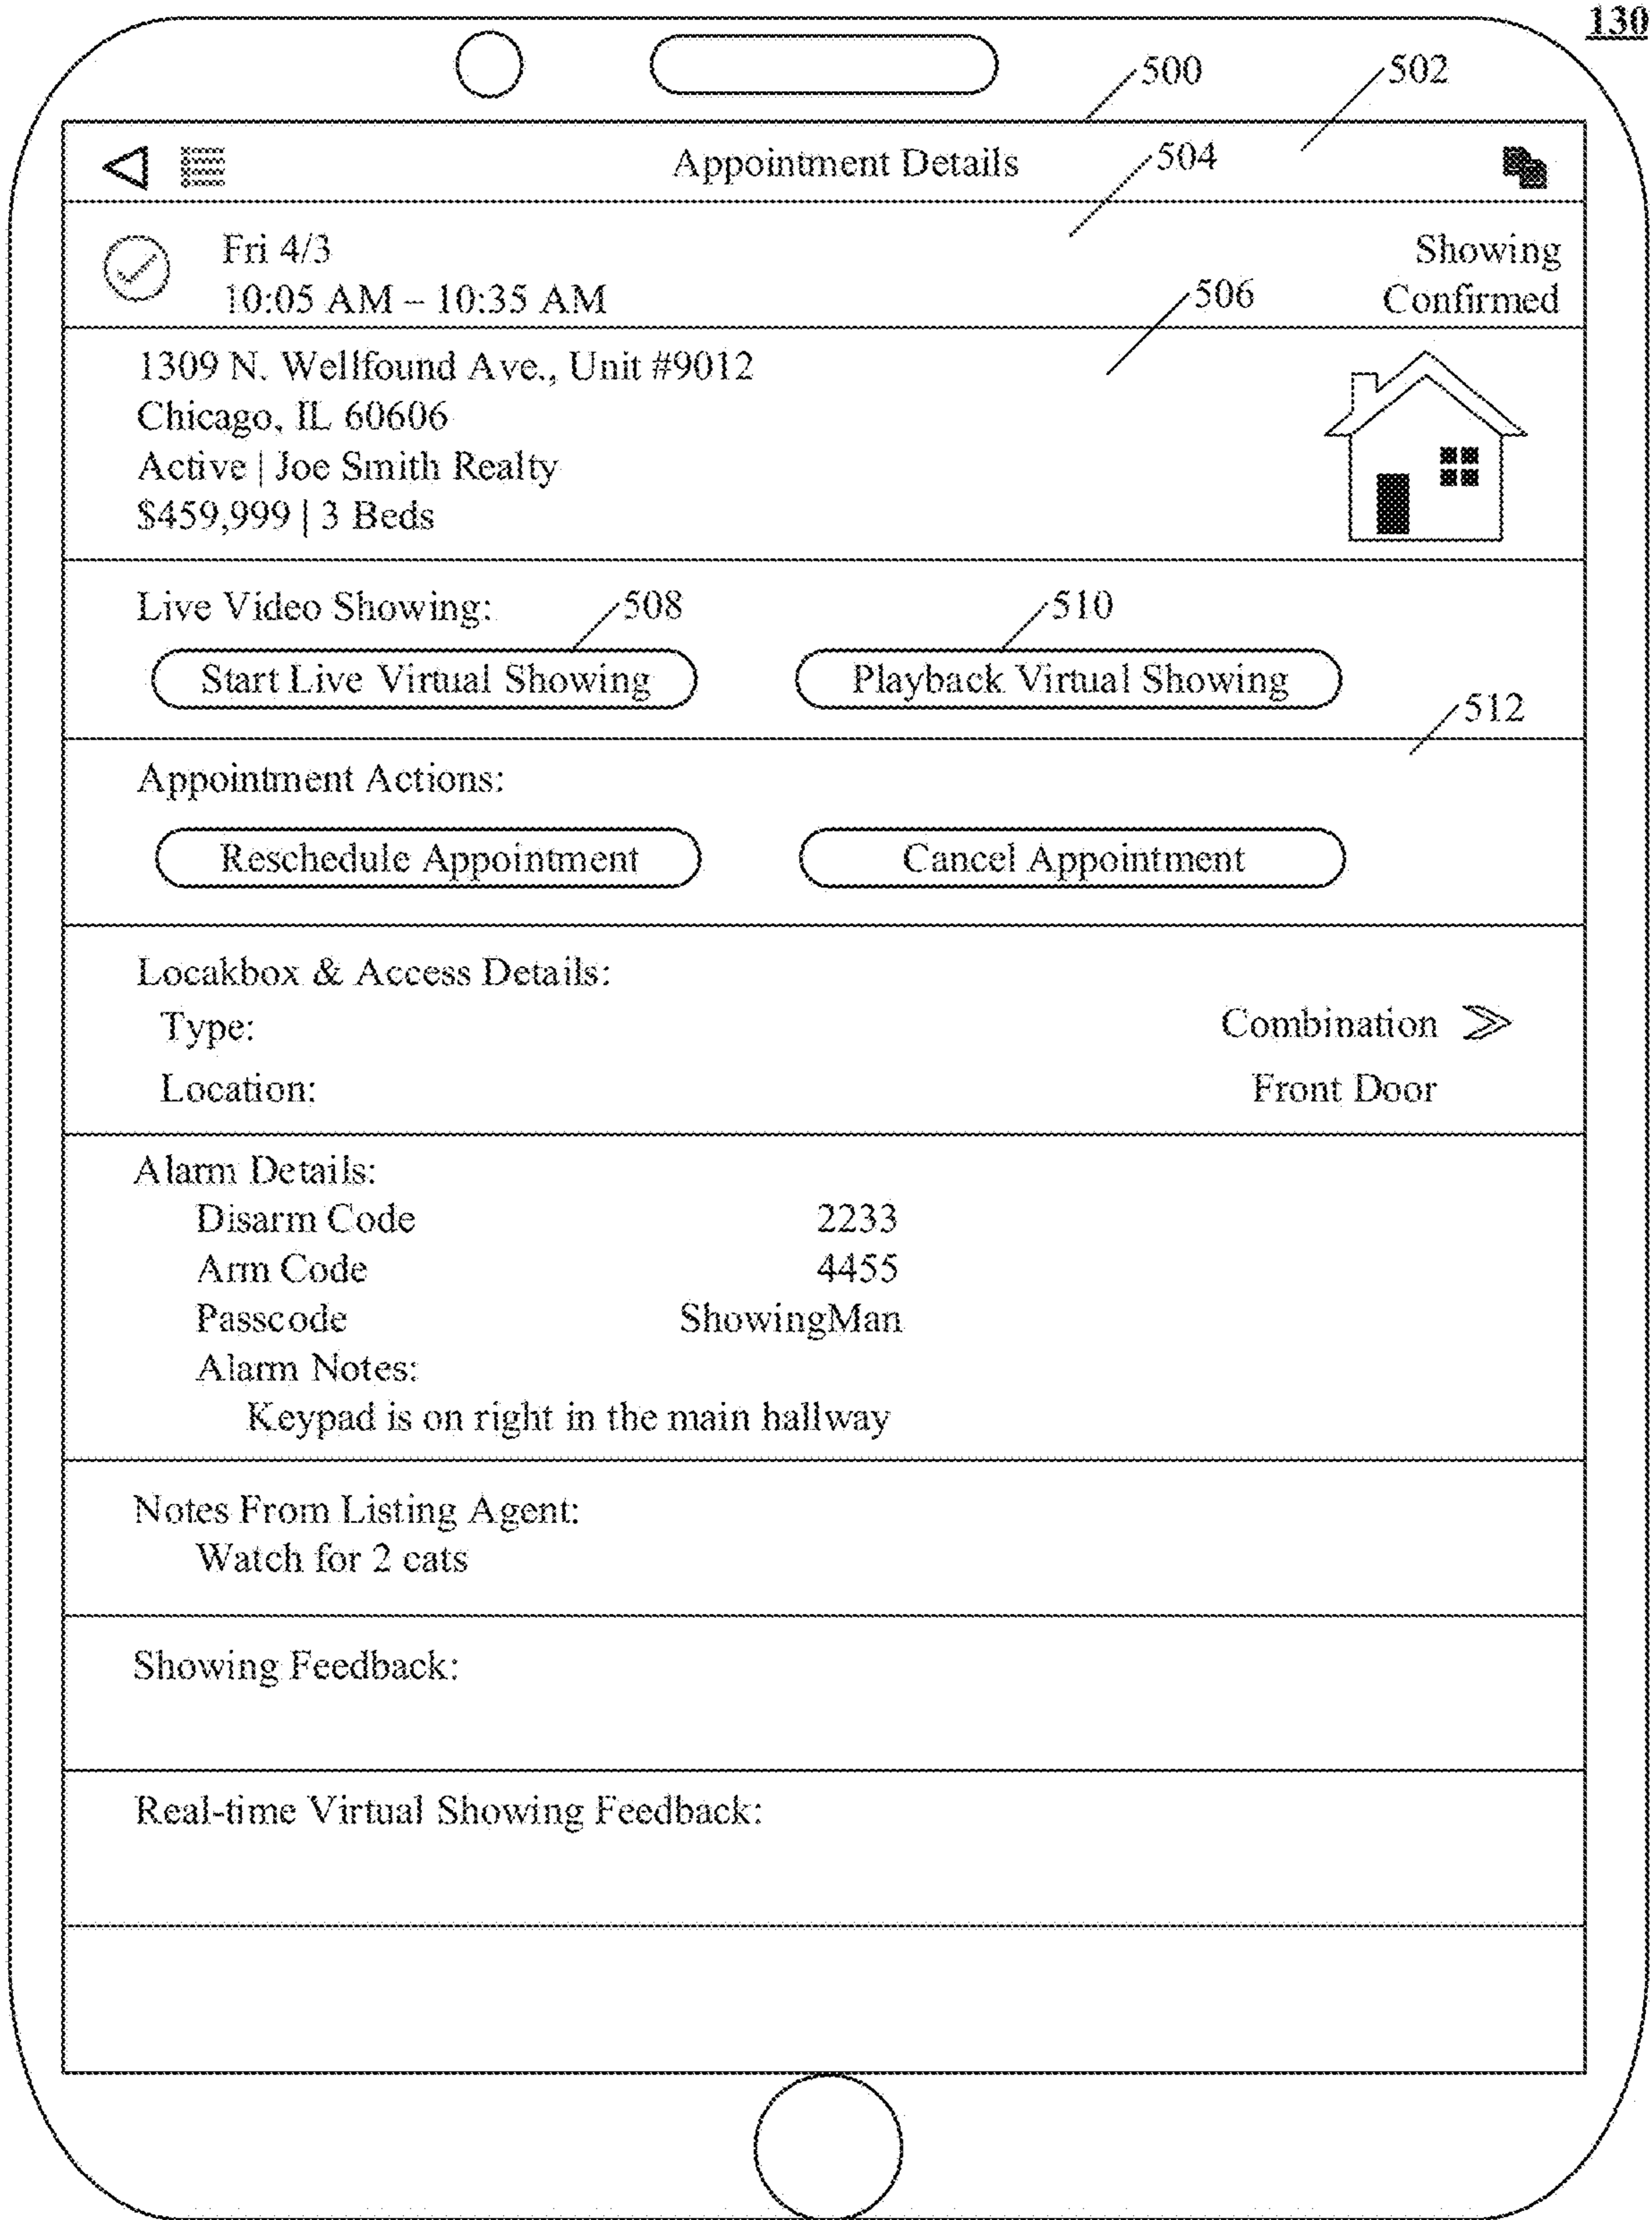 130
500
502
Appointment Details
504
Fri 4/3
Showing
10:05 AM – 10:35 AM
Confirmed
506
1309 N. Wellfound Ave., Unit #9012
Chicago, IL 60606
Active | Joe Smith Realty
$459,999 | 3 Beds
Live Video Showing:
508
510
Start Live Virtual Showing
Playback Virtual Showing
512
Appointment Actions:
Reschedule Appointment
Cancel Appointment
Locakbox & Access Details:
Type:
Combination
Location:
Front Door
Alarm Details:
Disarm Code 2233
Arm Code 4455
Passcode ShowingMan
Alarm Notes:
Keypad is on right in the main hallway
Notes From Listing Agent:
Watch for 2 cats
Showing Feedback:
Real-time Virtual Showing Feedback: